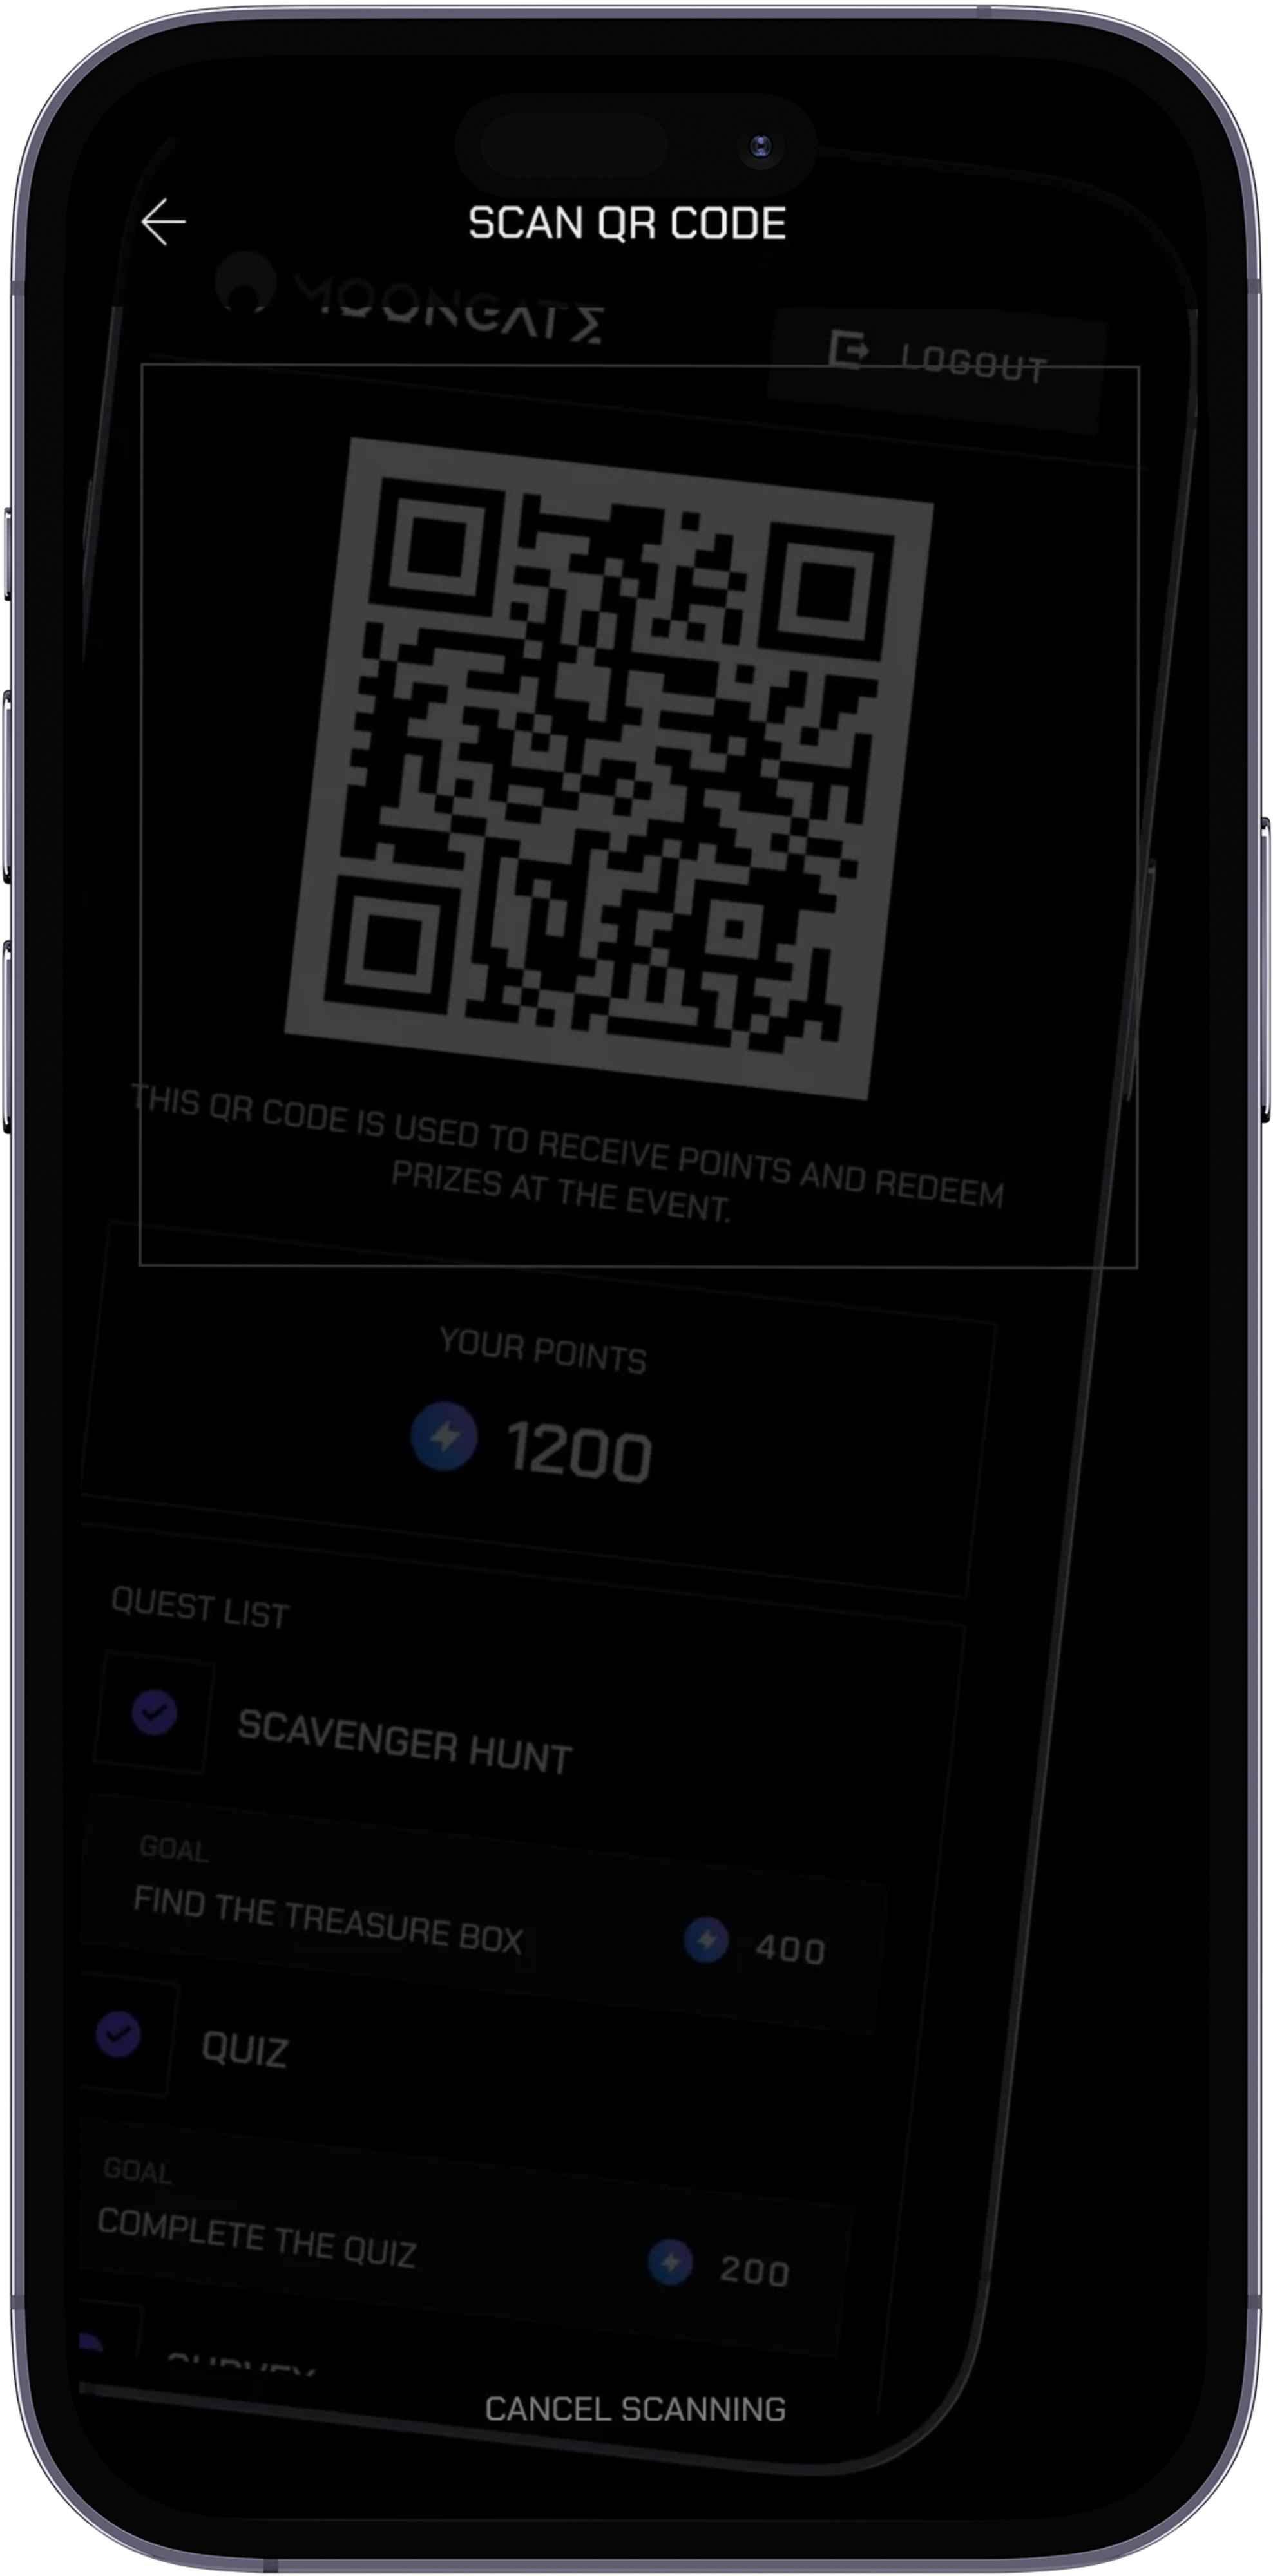 SCAN QR CODE
MOONGATE
LOGOUT
THIS QR CODE IS USED TO RECEIVE POINTS AND REDEEM
PRIZES AT THE EVENT.
YOUR POINTS
1200
QUEST LIST
SCAVENGER HUNT
GOAL
FIND THE TREASURE BOX 400
QUIZ
GOAL
COMPLETE THE QUIZ 200
SURVEY
CANCEL SCANNING